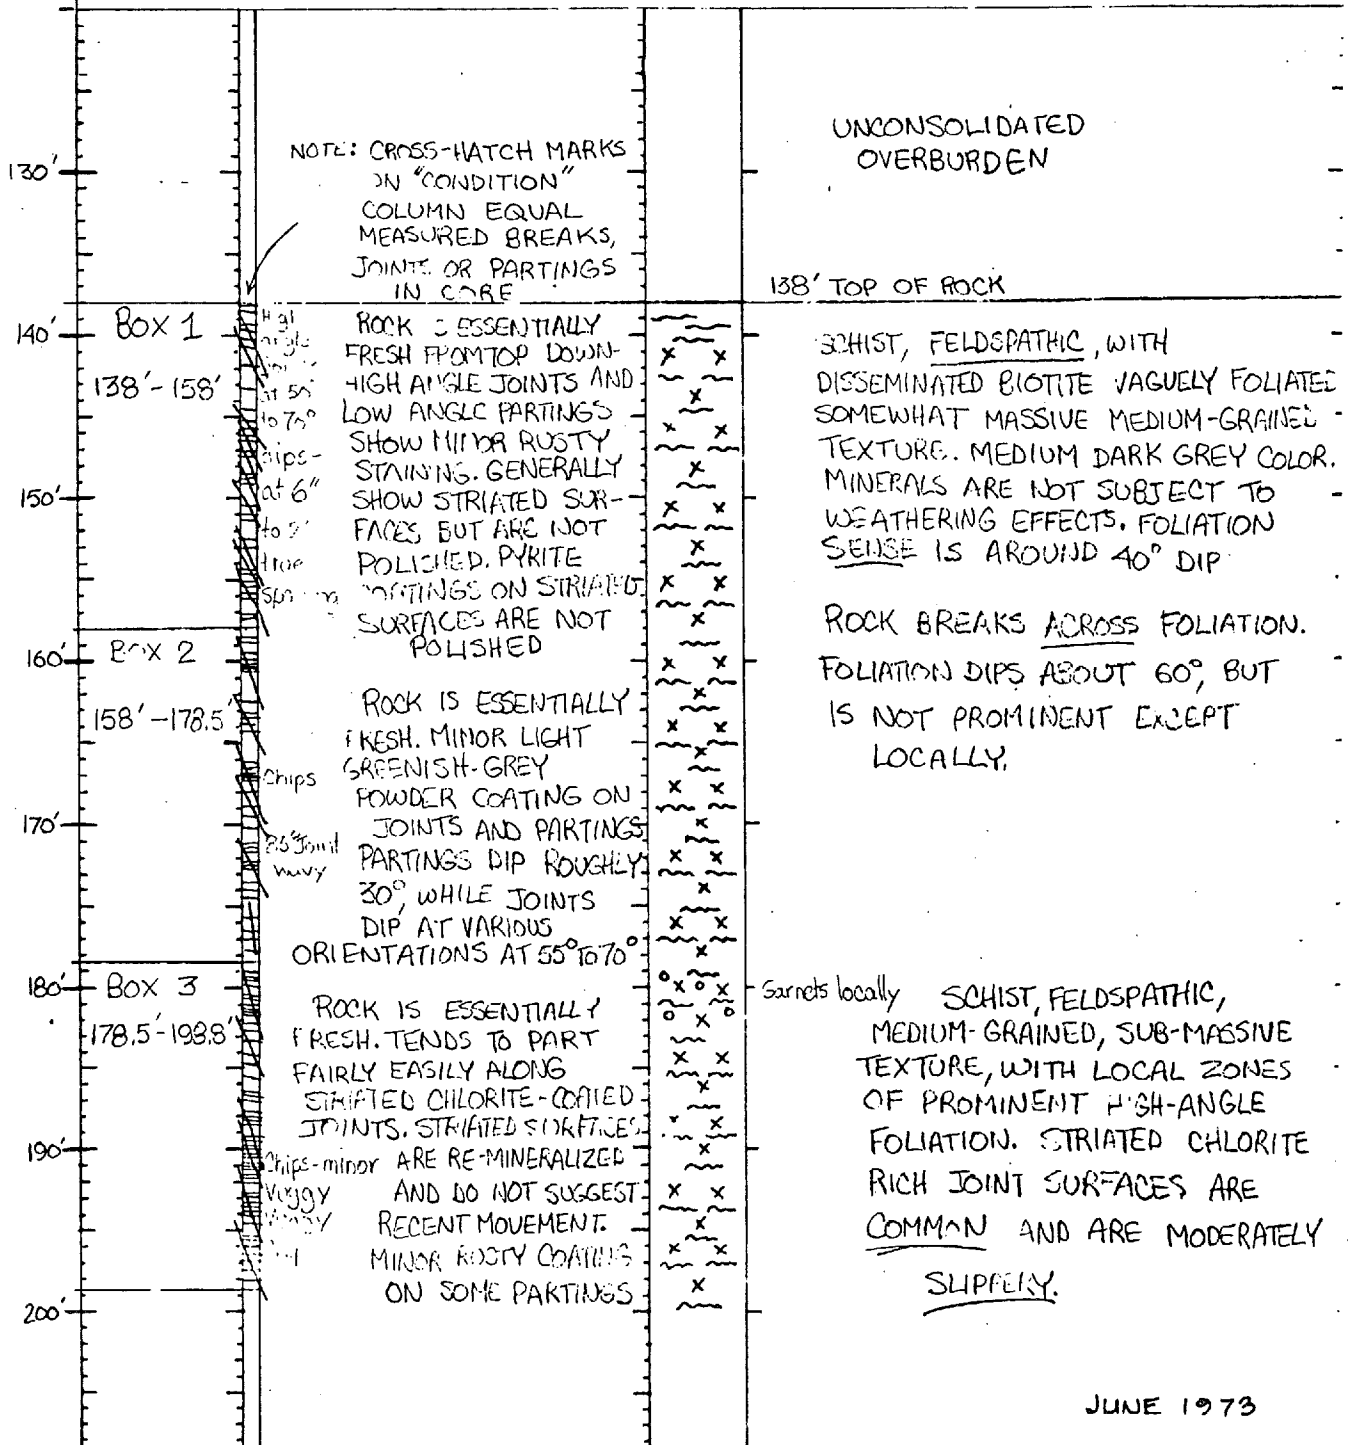 130'
140'
150'
160'
170'
180'
190'
200'
BOX 1
138'-158'
BOX 2
158'-178.5'
BOX 3
178.5'-198.8'
NOTE: CROSS-HATCH MARKS
ON "CONDITION"
COLUMN EQUAL
MEASURED BREAKS,
JOINTS OR PARTINGS
IN CORE
at 6"
Chips
85° Joint
Chips-minor
Vuggy
ROCK IS ESSENTIALLY
FRESH FROM TOP DOWN-
HIGH ANGLE JOINTS AND
LOW ANGLE PARTINGS
SHOW MINOR RUSTY
STAINING. GENERALLY
SHOW STRIATED SUR-
FACES BUT ARE NOT
POLISHED. PYRITE
COATINGS ON STRIATED
SURFACES ARE NOT
POLISHED
ROCK IS ESSENTIALLY
FRESH. MINOR LIGHT
GREENISH-GREY
POWDER COATING ON
JOINTS AND PARTINGS
PARTINGS DIP ROUGHLY
30°, WHILE JOINTS
DIP AT VARIOUS
ORIENTATIONS AT 55° TO 70°
ROCK IS ESSENTIALLY
FRESH. TENDS TO PART
FAIRLY EASILY ALONG
STRIATED CHLORITE-COATED
JOINTS. STRIATED SURFACES
ARE RE-MINERALIZED
AND DO NOT SUGGEST
RECENT MOVEMENT.
MINOR RUSTY COATING
ON SOME PARTINGS
UNCONSOLIDATED
OVERBURDEN
138' TOP OF ROCK
SCHIST, FELDSPATHIC, WITH
DISSEMINATED BIOTITE VAGUELY FOLIATED
SOMEWHAT MASSIVE MEDIUM-GRAINED
TEXTURE. MEDIUM DARK GREY COLOR.
MINERALS ARE NOT SUBJECT TO
WEATHERING EFFECTS. FOLIATION
SENSE IS AROUND 40° DIP
ROCK BREAKS ACROSS FOLIATION.
FOLIATION DIPS ABOUT 60°, BUT
IS NOT PROMINENT EXCEPT
LOCALLY.
Garnets locally
SCHIST, FELDSPATHIC,
MEDIUM-GRAINED, SUB-MASSIVE
TEXTURE, WITH LOCAL ZONES
OF PROMINENT HIGH-ANGLE
FOLIATION. STRIATED CHLORITE
RICH JOINT SURFACES ARE
COMMON AND ARE MODERATELY
SLIPPERY.
JUNE 1973